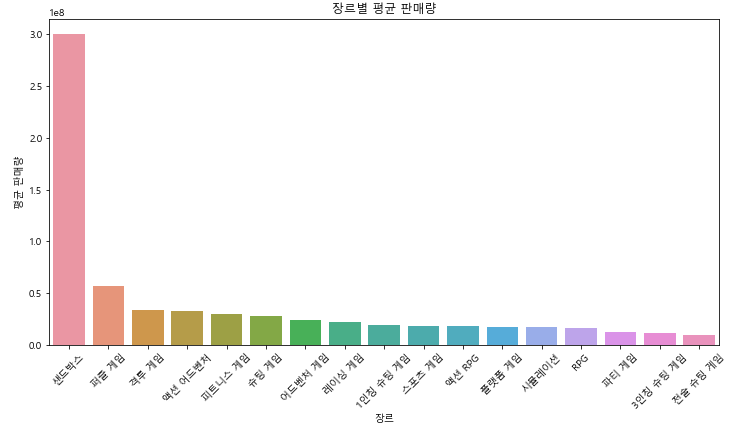 장르별 평균 판매량
1e8
3.0
2.5
2.0
1.5
1.0
0.5
0.0
평균 판매량
샌드박스
퍼즐 게임
격투 게임
액션 어드벤처
피트니스 게임
슈팅 게임
어드벤처 게임
레이싱 게임
1인칭 슈팅 게임
스포츠 게임
액션 RPG
플랫폼 게임
시뮬레이션
RPG
파티 게임
3인칭 슈팅 게임
전술 슈팅 게임
장르